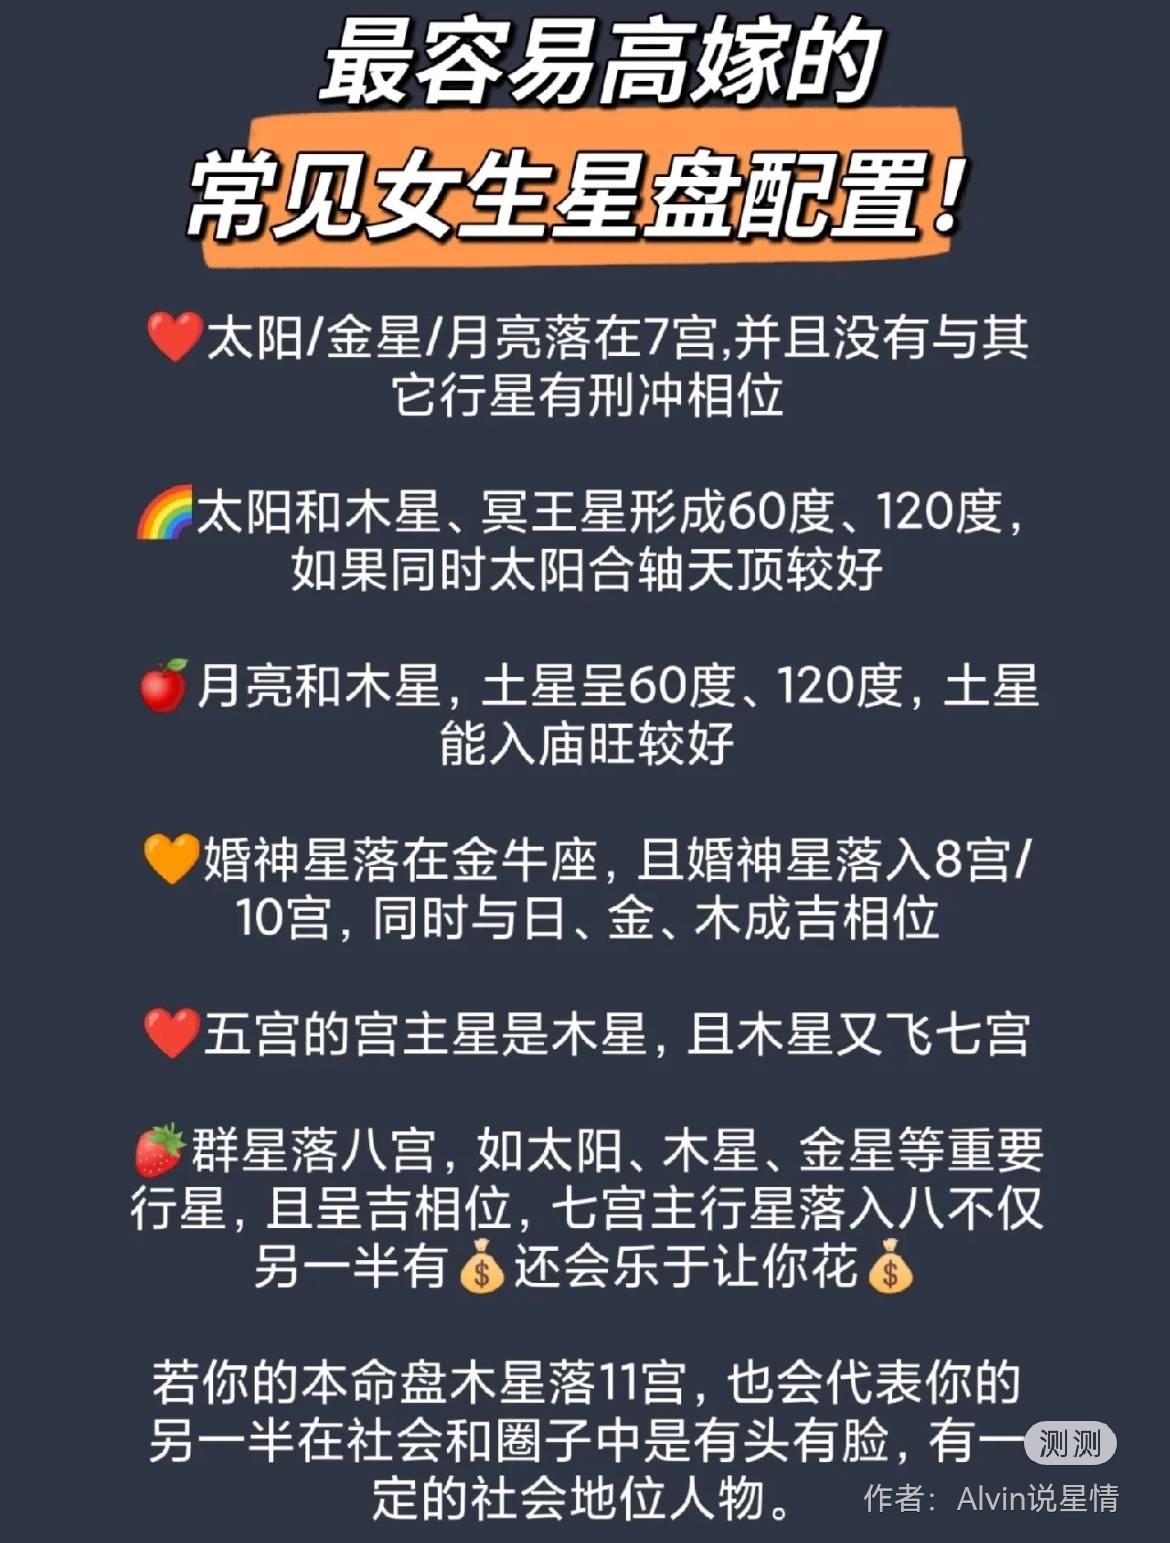 最容易高嫁的
常见女生星盘配置!
太阳/金星/月亮落在7宫,并且没有与其
它行星有刑冲相位
太阳和木星、冥王星形成60度、120度，
如果同时太阳合轴天顶较好
月亮和木星，土星呈60度、120度，土星
能入庙旺较好
婚神星落在金牛座，且婚神星落入8宫/
10宫，同时与日、金、木成吉相位
五宫的宫主星是木星，且木星又飞七宫
群星落八宫，如太阳、木星、金星等重要
行星，且呈吉相位，七宫主行星落入八不仅
另一半有💰还会乐于让你花💰
若你的本命盘木星落11宫，也会代表你的
另一半在社会和圈子中是有头有脸，有一
定的社会地位人物。
测测
作者：Alvin说星情